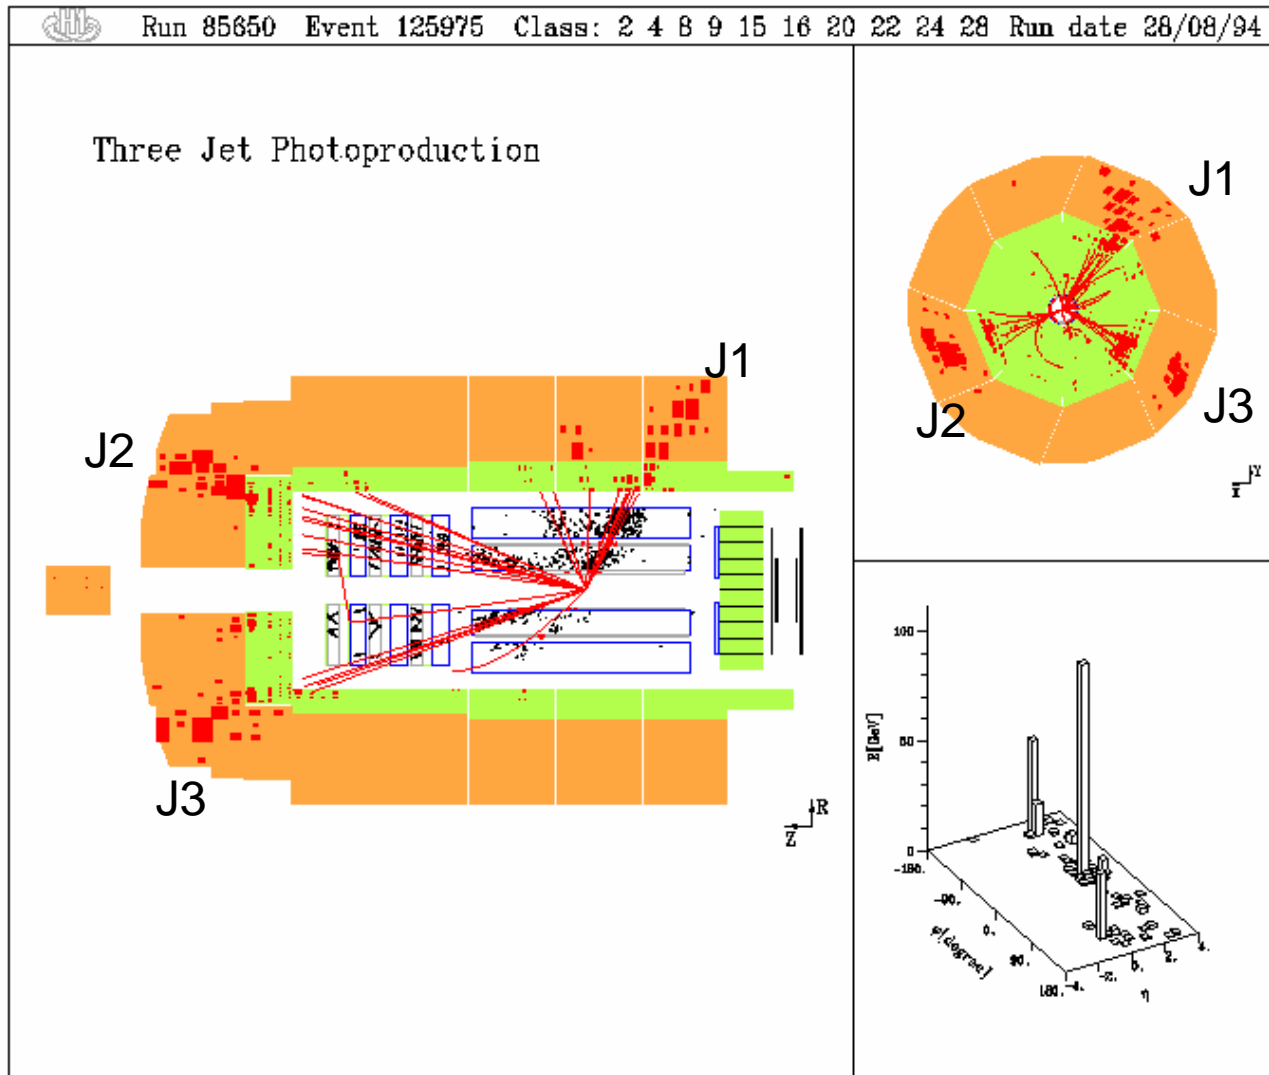 H1 Run 85650 Event 125975 Class: 2 4 8 9 15 16 20 22 24 28 Run date 28/08/94
Three Jet Photoproduction
J1
J2
J3
R
Z
J1
J2
J3
Y
X
E[GeV]
100
50
0
-180.
-90.
0.
90.
180.
φ[degree]
-4.
-2.
0.
2.
4.
η